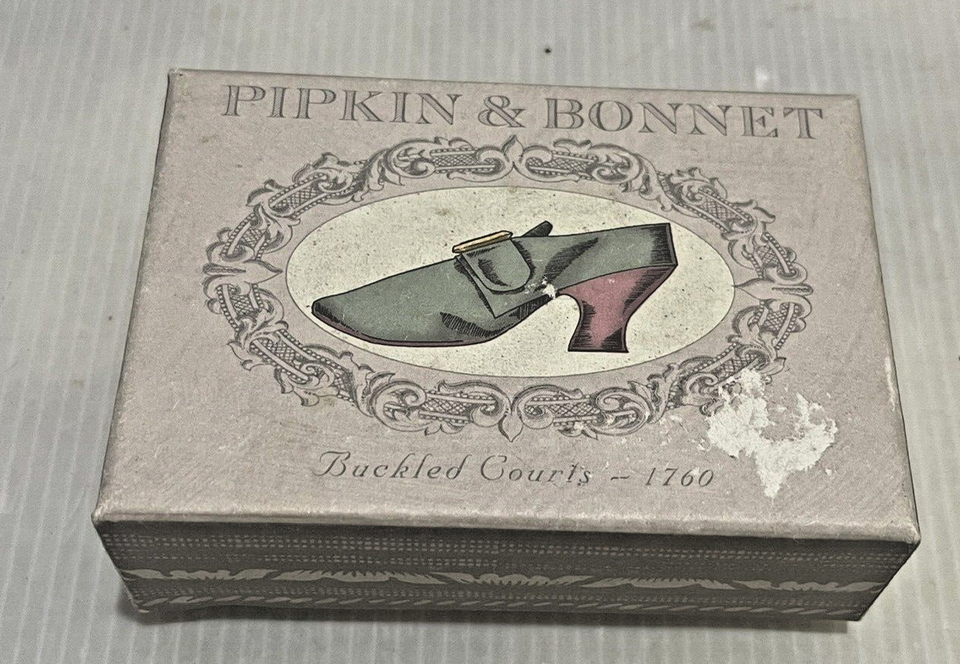 PIPKIN & BONNET
Buckled Courts - 1760